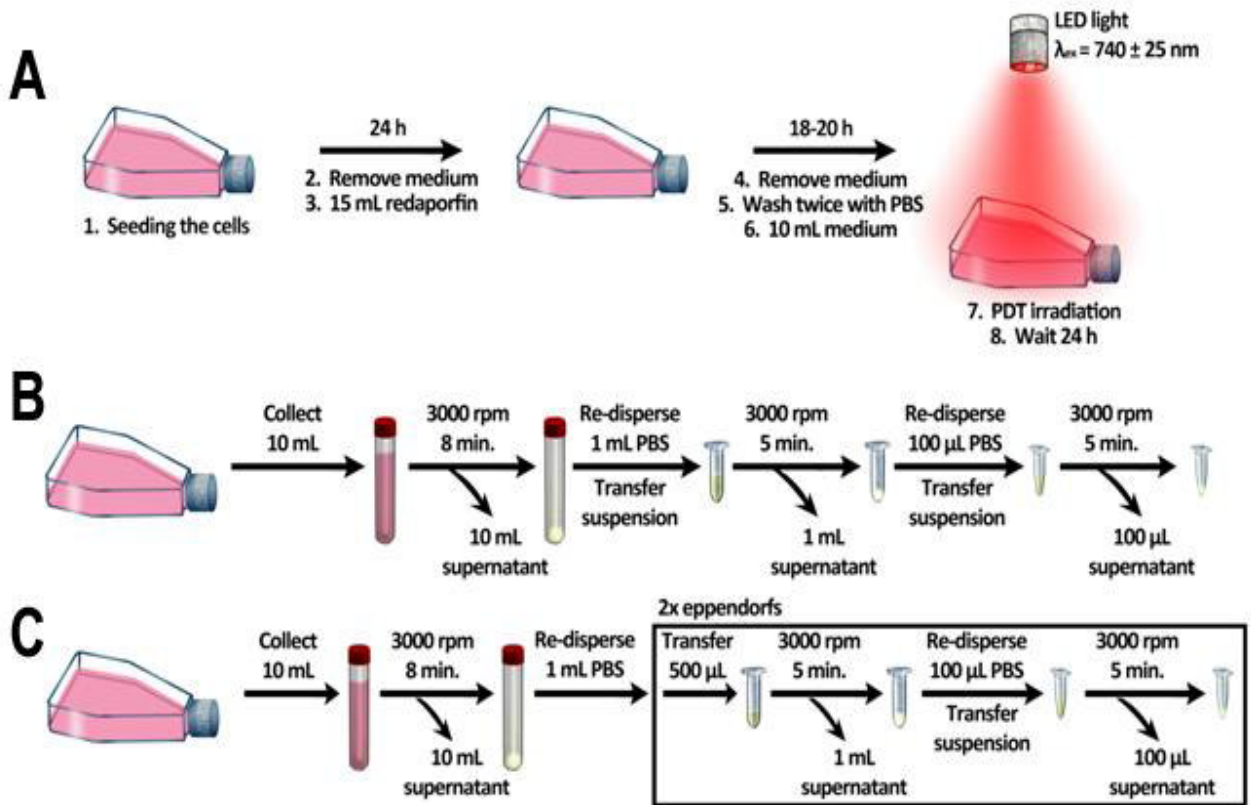 A
LED light
λex = 740 ± 25 nm
24 h
2. Remove medium
3. 15 mL redaporfin
1. Seeding the cells
18-20 h
4. Remove medium
5. Wash twice with PBS
6. 10 mL medium
7. PDT irradiation
8. Wait 24 h
B
Collect
10 mL
3000 rpm
8 min.
10 mL
supernatant
Re-disperse
1 mL PBS
Transfer
suspension
3000 rpm
5 min.
1 mL
supernatant
Re-disperse
100 µL PBS
Transfer
suspension
3000 rpm
5 min.
100 µL
supernatant
C
Collect
10 mL
3000 rpm
8 min.
10 mL
supernatant
Re-disperse
1 mL PBS
2x eppendorfs
Transfer
500 µL
3000 rpm
5 min.
1 mL
supernatant
Re-disperse
100 µL PBS
Transfer
suspension
3000 rpm
5 min.
100 µL
supernatant